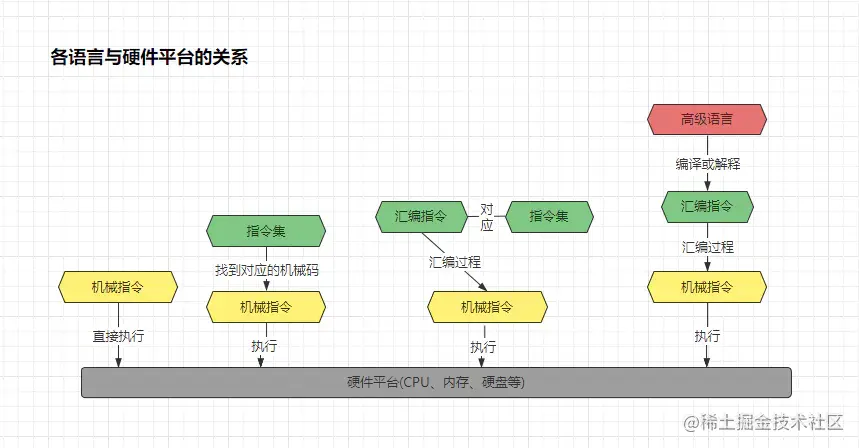 各语言与硬件平台的关系
高级语言
编译或解释
汇编指令
对应
指令集
汇编指令
指令集
汇编过程
找到对应的机械码
汇编过程
机械指令
机械指令
机械指令
机械指令
直接执行
执行
执行
执行
硬件平台(CPU、内存、硬盘等)
@稀土掘金技术社区